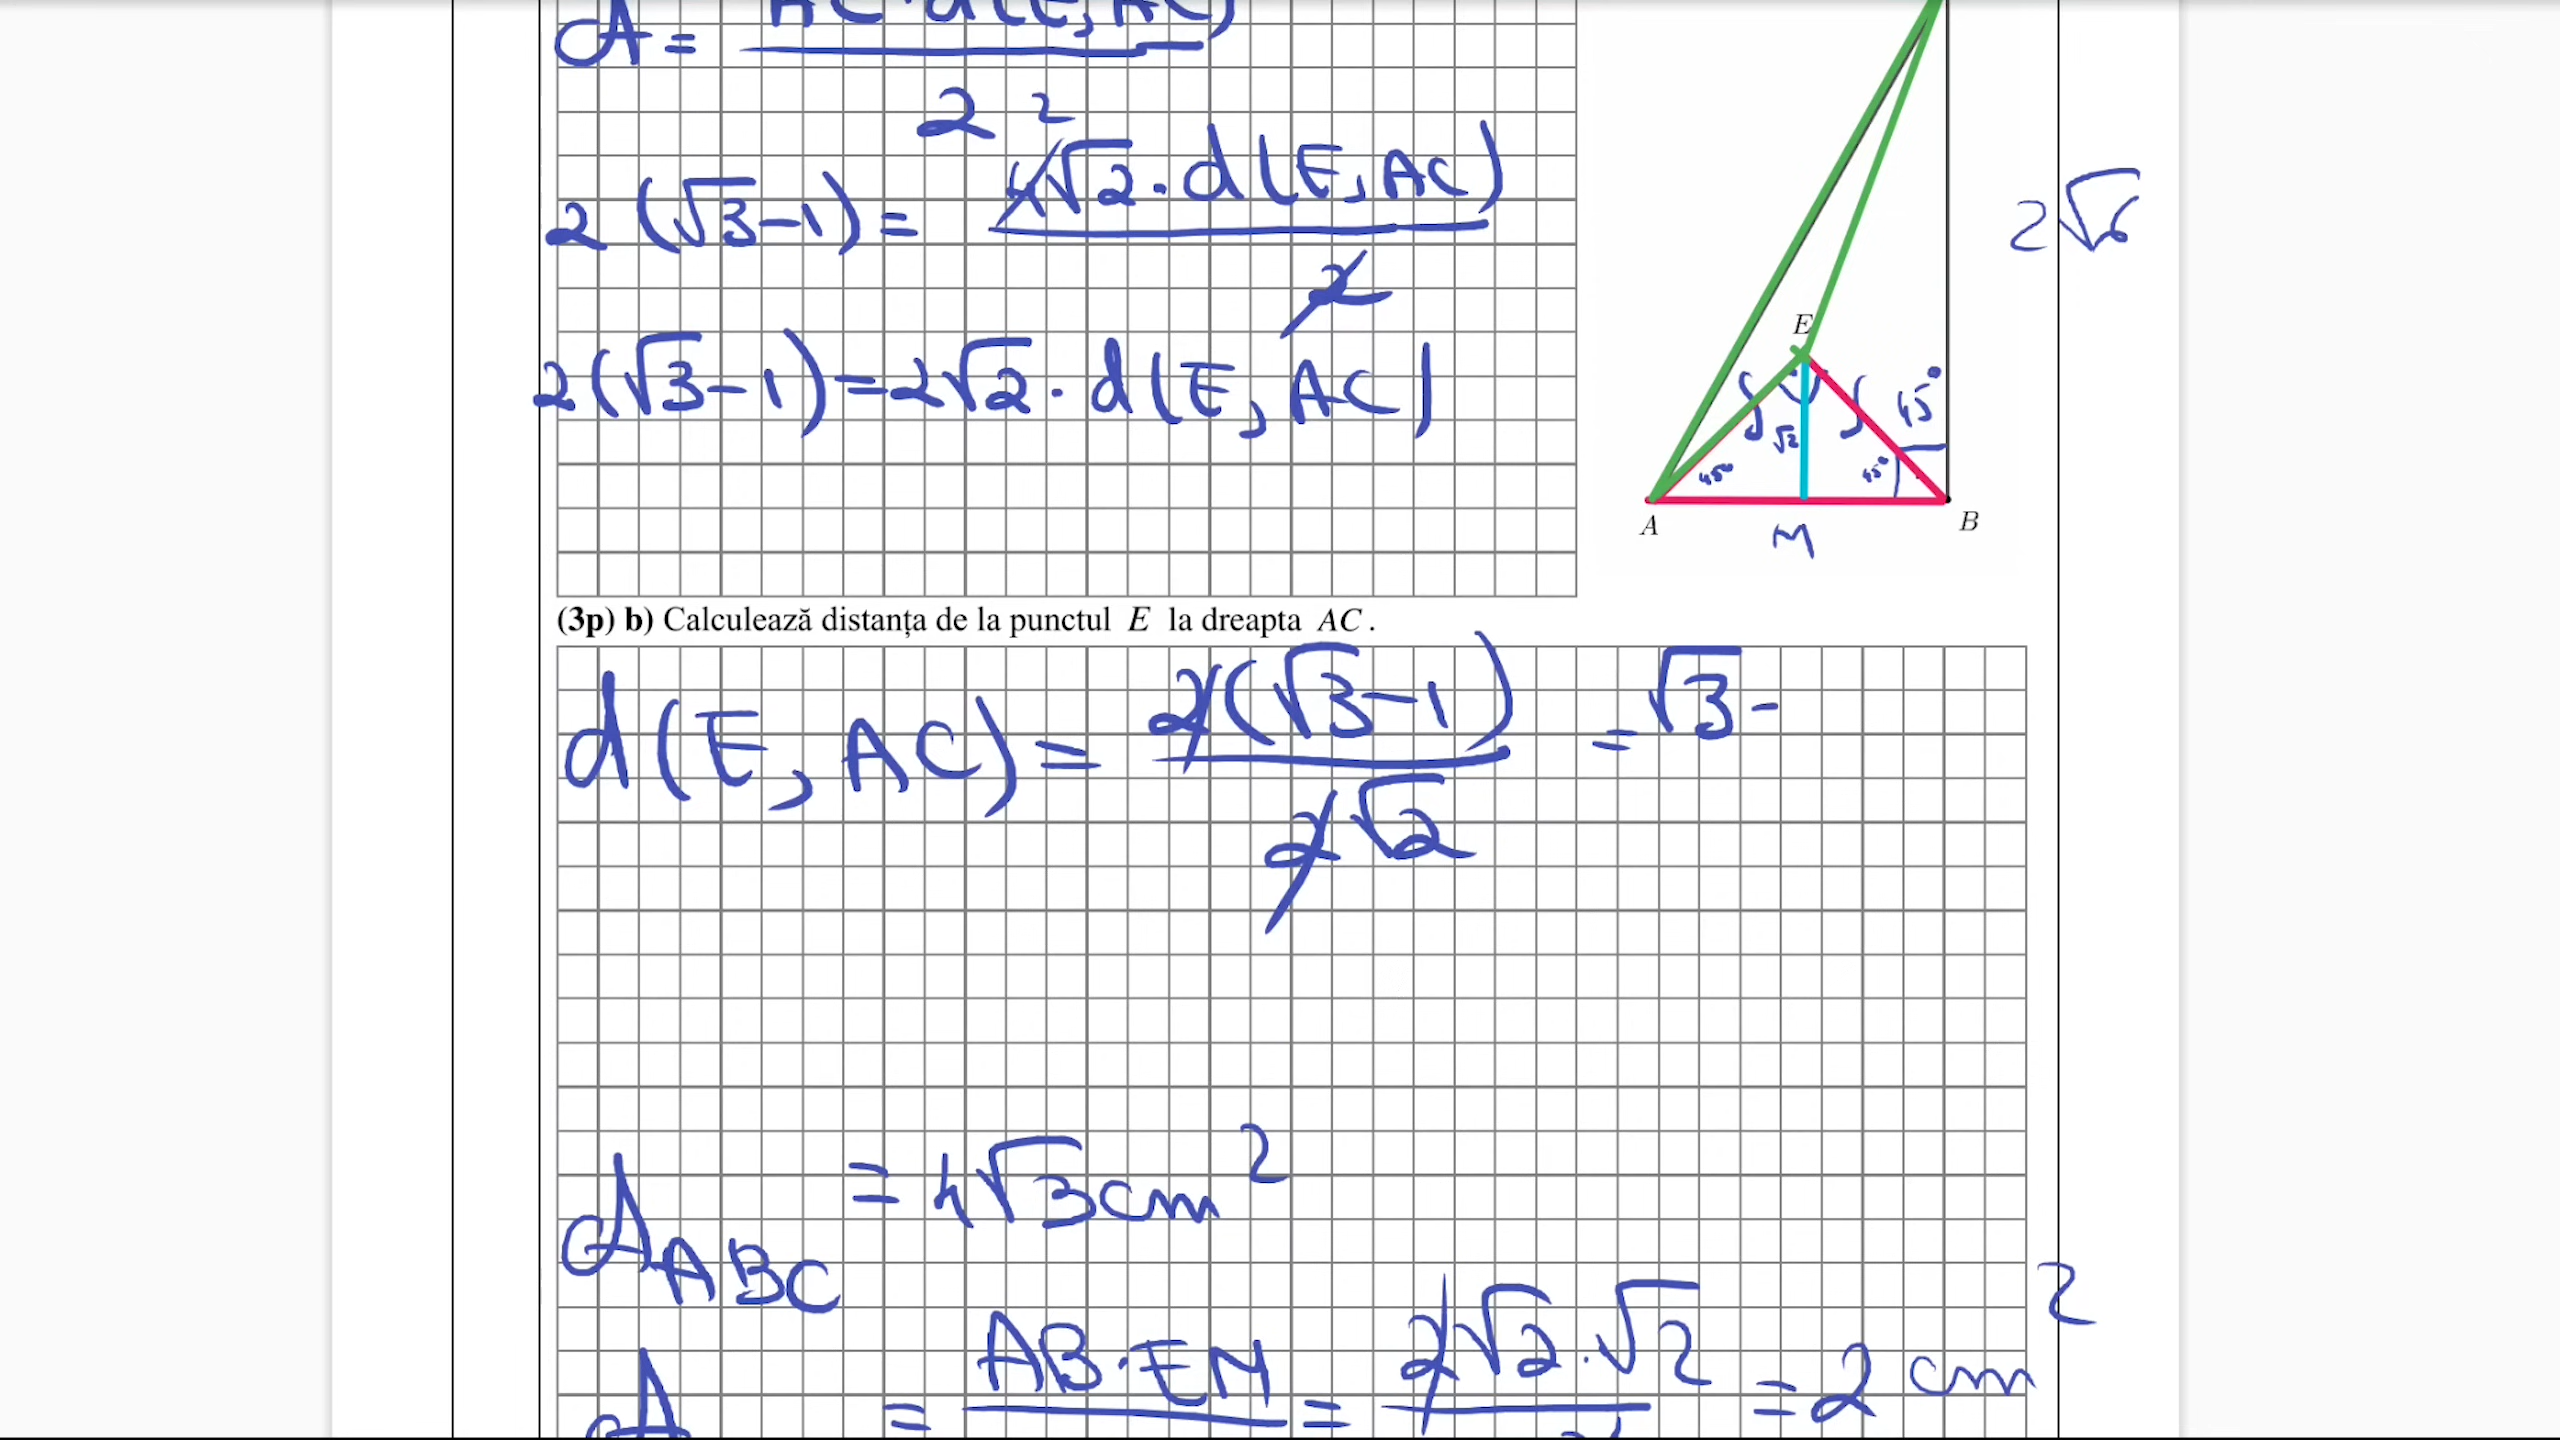 A = AC · d(E, AC)
2
2(√3-1) = 4√2 · d(E, AC) 2
2
2(√3-1) = 2√2 · d(E, AC)
2√6
E
√2
45°
45°
45°
A
M
B
(3p) b) Calculează distanța de la punctul E la dreapta AC.
d(E, AC) = 2(√3-1) = √3 -
2√2
A ABC = 4√3 cm²
A = AB · EM = 2√2 · √2 = 2 cm²